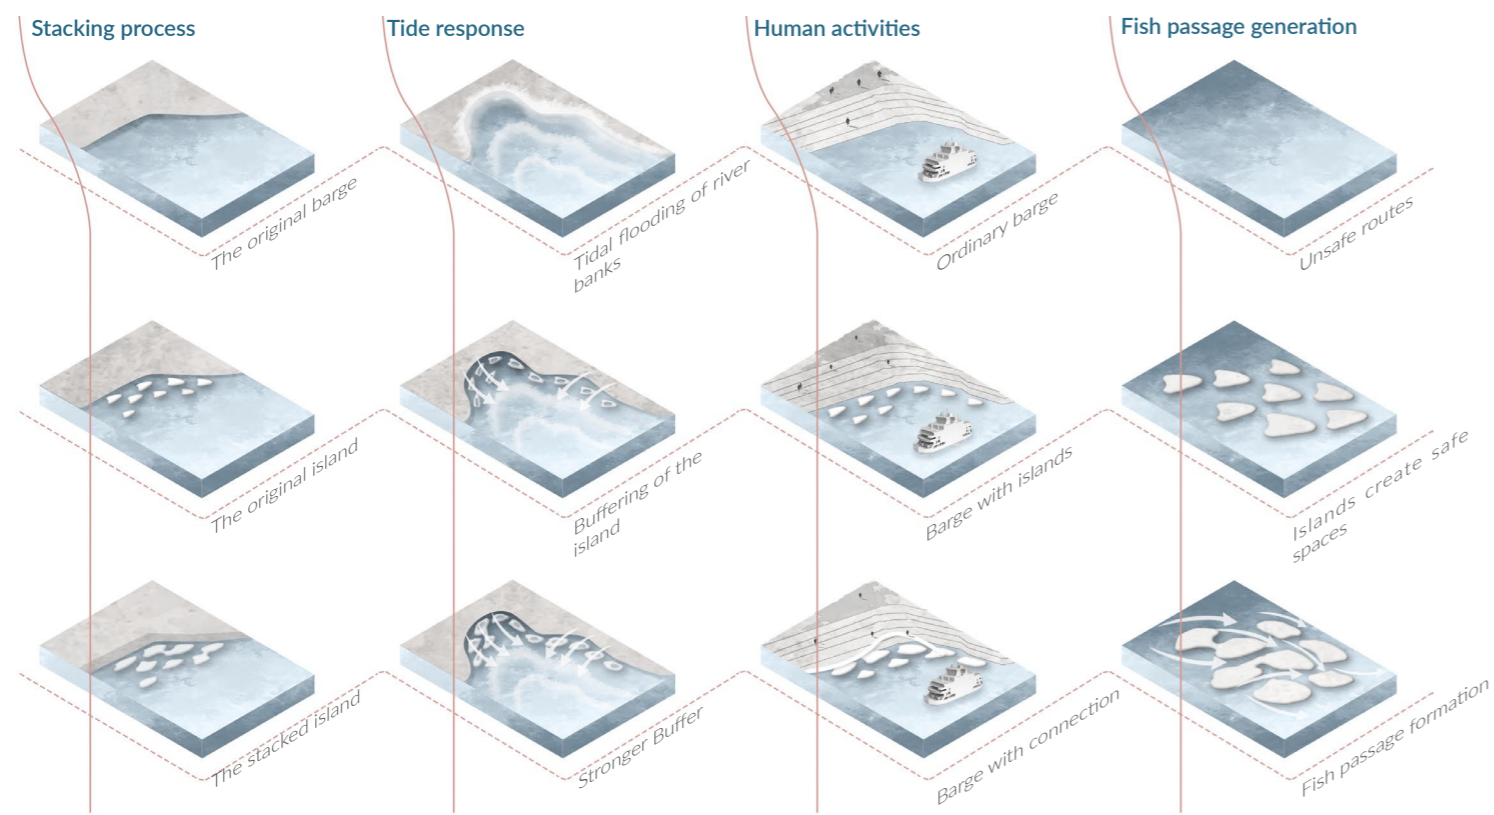 Stacking process
Tide response
Human activities
Fish passage generation
The original barge
Tidal flooding of river
banks
Ordinary barge
Unsafe routes
The original island
Buffering of the
island
Barge with islands
Islands create safe
spaces
The stacked island
Stronger Buffer
Barge with connection
Fish passage formation